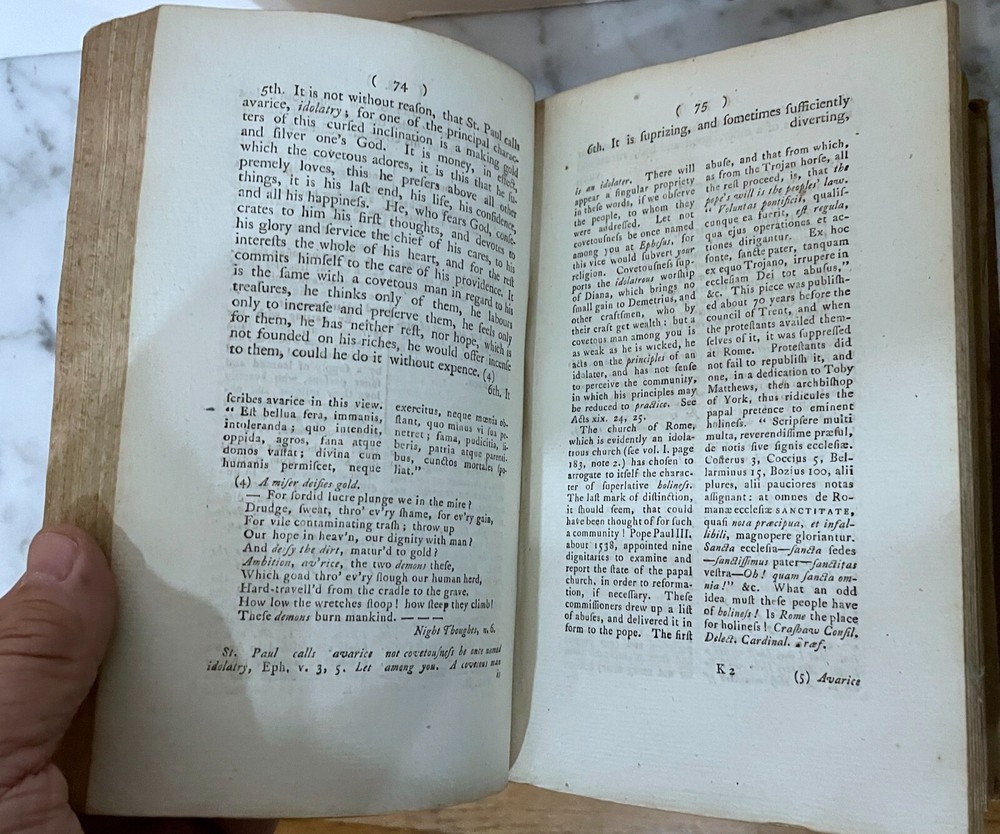 ( 74 )
5th. It is not without reaſon, that St. Paul calls
avarice, idolatry; for one of the principal charac-
ters of this curſed inclination is a making gold
and ſilver one's God. It is money, in effect,
which the covetous adores, it is this that he ſu-
premely loves, this he prefers above all other
things, it is his laſt end, his life, his confidence,
and all his happineſs. He, who fears God, conſe-
crates to him his firſt thoughts, and devotes to
his glory and ſervice the chief of his cares, to his
intereſts the whole of his heart, and for the reſt
commits himſelf to the care of his providence. It
is the ſame with a covetous man in regard to his
treaſures, he thinks only of them, he labours
only to increaſe and preſerve them, he feels only
for them, he has neither reſt, nor hope, which is
not founded on his riches, he would offer incenſe
to them, could he do it without expence. (4)
6th. It
ſcribes avarice in this view.
“ Eſt bellua fera, immanis,
intoleranda; quo intendit,
oppida, agros, fana atque
domos vaſtat; divina cum
humanis permiſcet, neque
exercitus, neque mœnia ob-
ſtant, quo minus vi ſua pe-
netret; fama, pudicitia, li-
beris, patria atque parenti-
bus, cunctos mortales ſpo-
liat.”
(4) A miſer deifies gold.
— For ſordid lucre plunge we in the mire?
Drudge, ſweat, thro' ev'ry ſhame, for ev'ry gain,
For vile contaminating traſh; throw up
Our hope in heav'n, our dignity with man?
And deify the dirt, matur'd to gold?
Ambition, av'rice, the two demons theſe,
Which goad thro' ev'ry ſlough our human herd,
Hard-travell'd from the cradle to the grave.
How low the wretches ſtoop! how ſteep they climb!
Theſe demons burn mankind. — — —
Night Thoughts, n. 6.
St. Paul calls avarice not covetouſneſs be once named
idolatry, Eph. v. 3, 5. Let among you. A covetous man
is
( 75 )
6th. It is ſuprizing, and ſometimes ſufficiently
diverting,
is an idolater. There will
appear a ſingular propriety
in theſe words, if we obſerve
the people, to whom they
were addreſſed. Let not
covetouſneſs be once named
among you at Epheſus, for
this vice would ſubvert your
religion. Covetouſneſs ſup-
ports the idolatrous worſhip
of Diana, which brings no
ſmall gain to Demetrius, and
other craftſmen, who by
their craft get wealth: but a
covetous man among you is
as weak as he is wicked, he
acts on the principles of an
idolater, and has not ſenſe
to perceive the community,
in which his principles may
be reduced to practice. See
Acts xix. 24, 25.
The church of Rome,
which is evidently an idola-
trous church (ſee vol. I. page
183, note 2.) has choſen to
arrogate to itſelf the charac-
ter of ſuperlative holineſs.
The laſt mark of diſtinction,
it ſhould ſeem, that could
have been thought of for ſuch
a community! Pope Paul III.
about 1538, appointed nine
dignitaries to examine and
report the ſtate of the papal
church, in order to reforma-
tion, if neceſſary. Theſe
commiſſioners drew up a liſt
of abuſes, and delivered it in
form to the pope. The firſt
abuſe, and that from which,
as from the Trojan horſe, all
the reſt proceed, is, that the
pope's will is the peoples' law.
“ Voluntas pontificis, qualiſ-
cunque ea fuerit, eſt regula,
qua ejus operationes et ac-
tiones dirigantur. Ex hoc
fonte, ſancte pater, tanquam
ex equo Trojano, irrupere in
eccleſiam Dei tot abuſus,”
&c. This piece was publiſh-
ed about 70 years before the
council of Trent, and when
the proteſtants availed them-
ſelves of it, it was ſuppreſſed
at Rome. Proteſtants did
not fail to republiſh it, and
one, in a dedication to Toby
Matthews, then archbiſhop
of York, thus ridicules the
papal pretence to eminent
holineſs. “ Scripſere multi
multa, reverendiſſime præſul,
de notis ſive ſignis eccleſiæ.
Coſterus 3, Coccius 5, Bel-
larminus 15, Bozius 100, alii
plures, alii pauciores notas
aſſignant: at omnes de Ro-
manæ eccleſiæ SANCTITATE,
quaſi nota præcipua, et infal-
libili, magnopere gloriantur.
Sancta eccleſia—ſancta ſedes
—ſanctiſſimus pater—ſanctitas
veſtra—Oh! quam ſancta om-
nia!” &c. What an odd
idea muſt theſe people have
of holineſs! Is Rome the place
for holineſs! Craſhaw Conſil.
Delect. Cardinal. Præf.
K 2
(5) Avarice